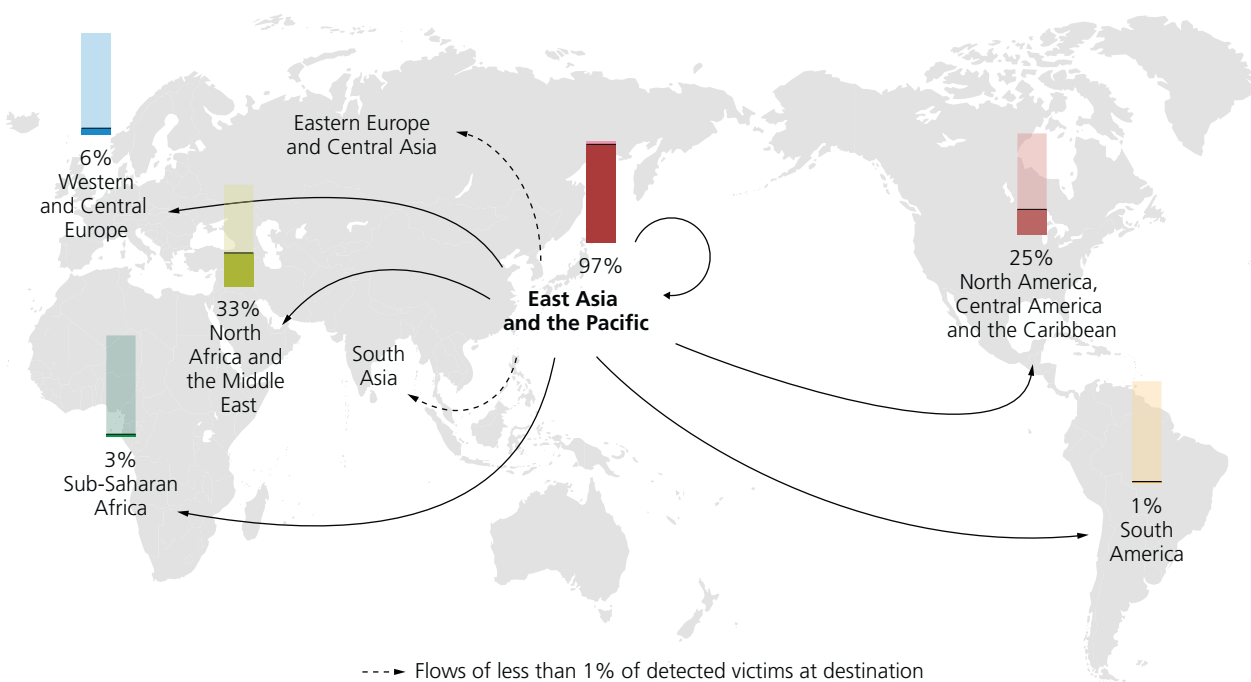 Eastern Europe
and Central Asia
6%
Western
and Central
Europe
97%
East Asia
and the Pacific
25%
North America,
Central America
and the Caribbean
33%
North
Africa and
the Middle
East
South
Asia
3%
Sub-Saharan
Africa
1%
South
America
Flows of less than 1% of detected victims at destination